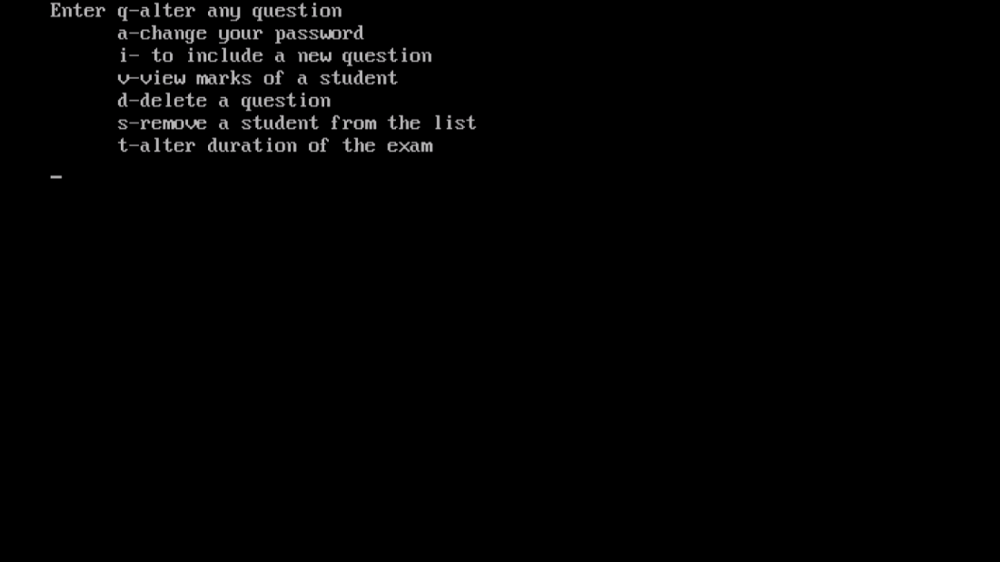 Enter q-alter any question
a-change your password
i- to include a new question
v-view marks of a student
d-delete a question
s-remove a student from the list
t-alter duration of the exam